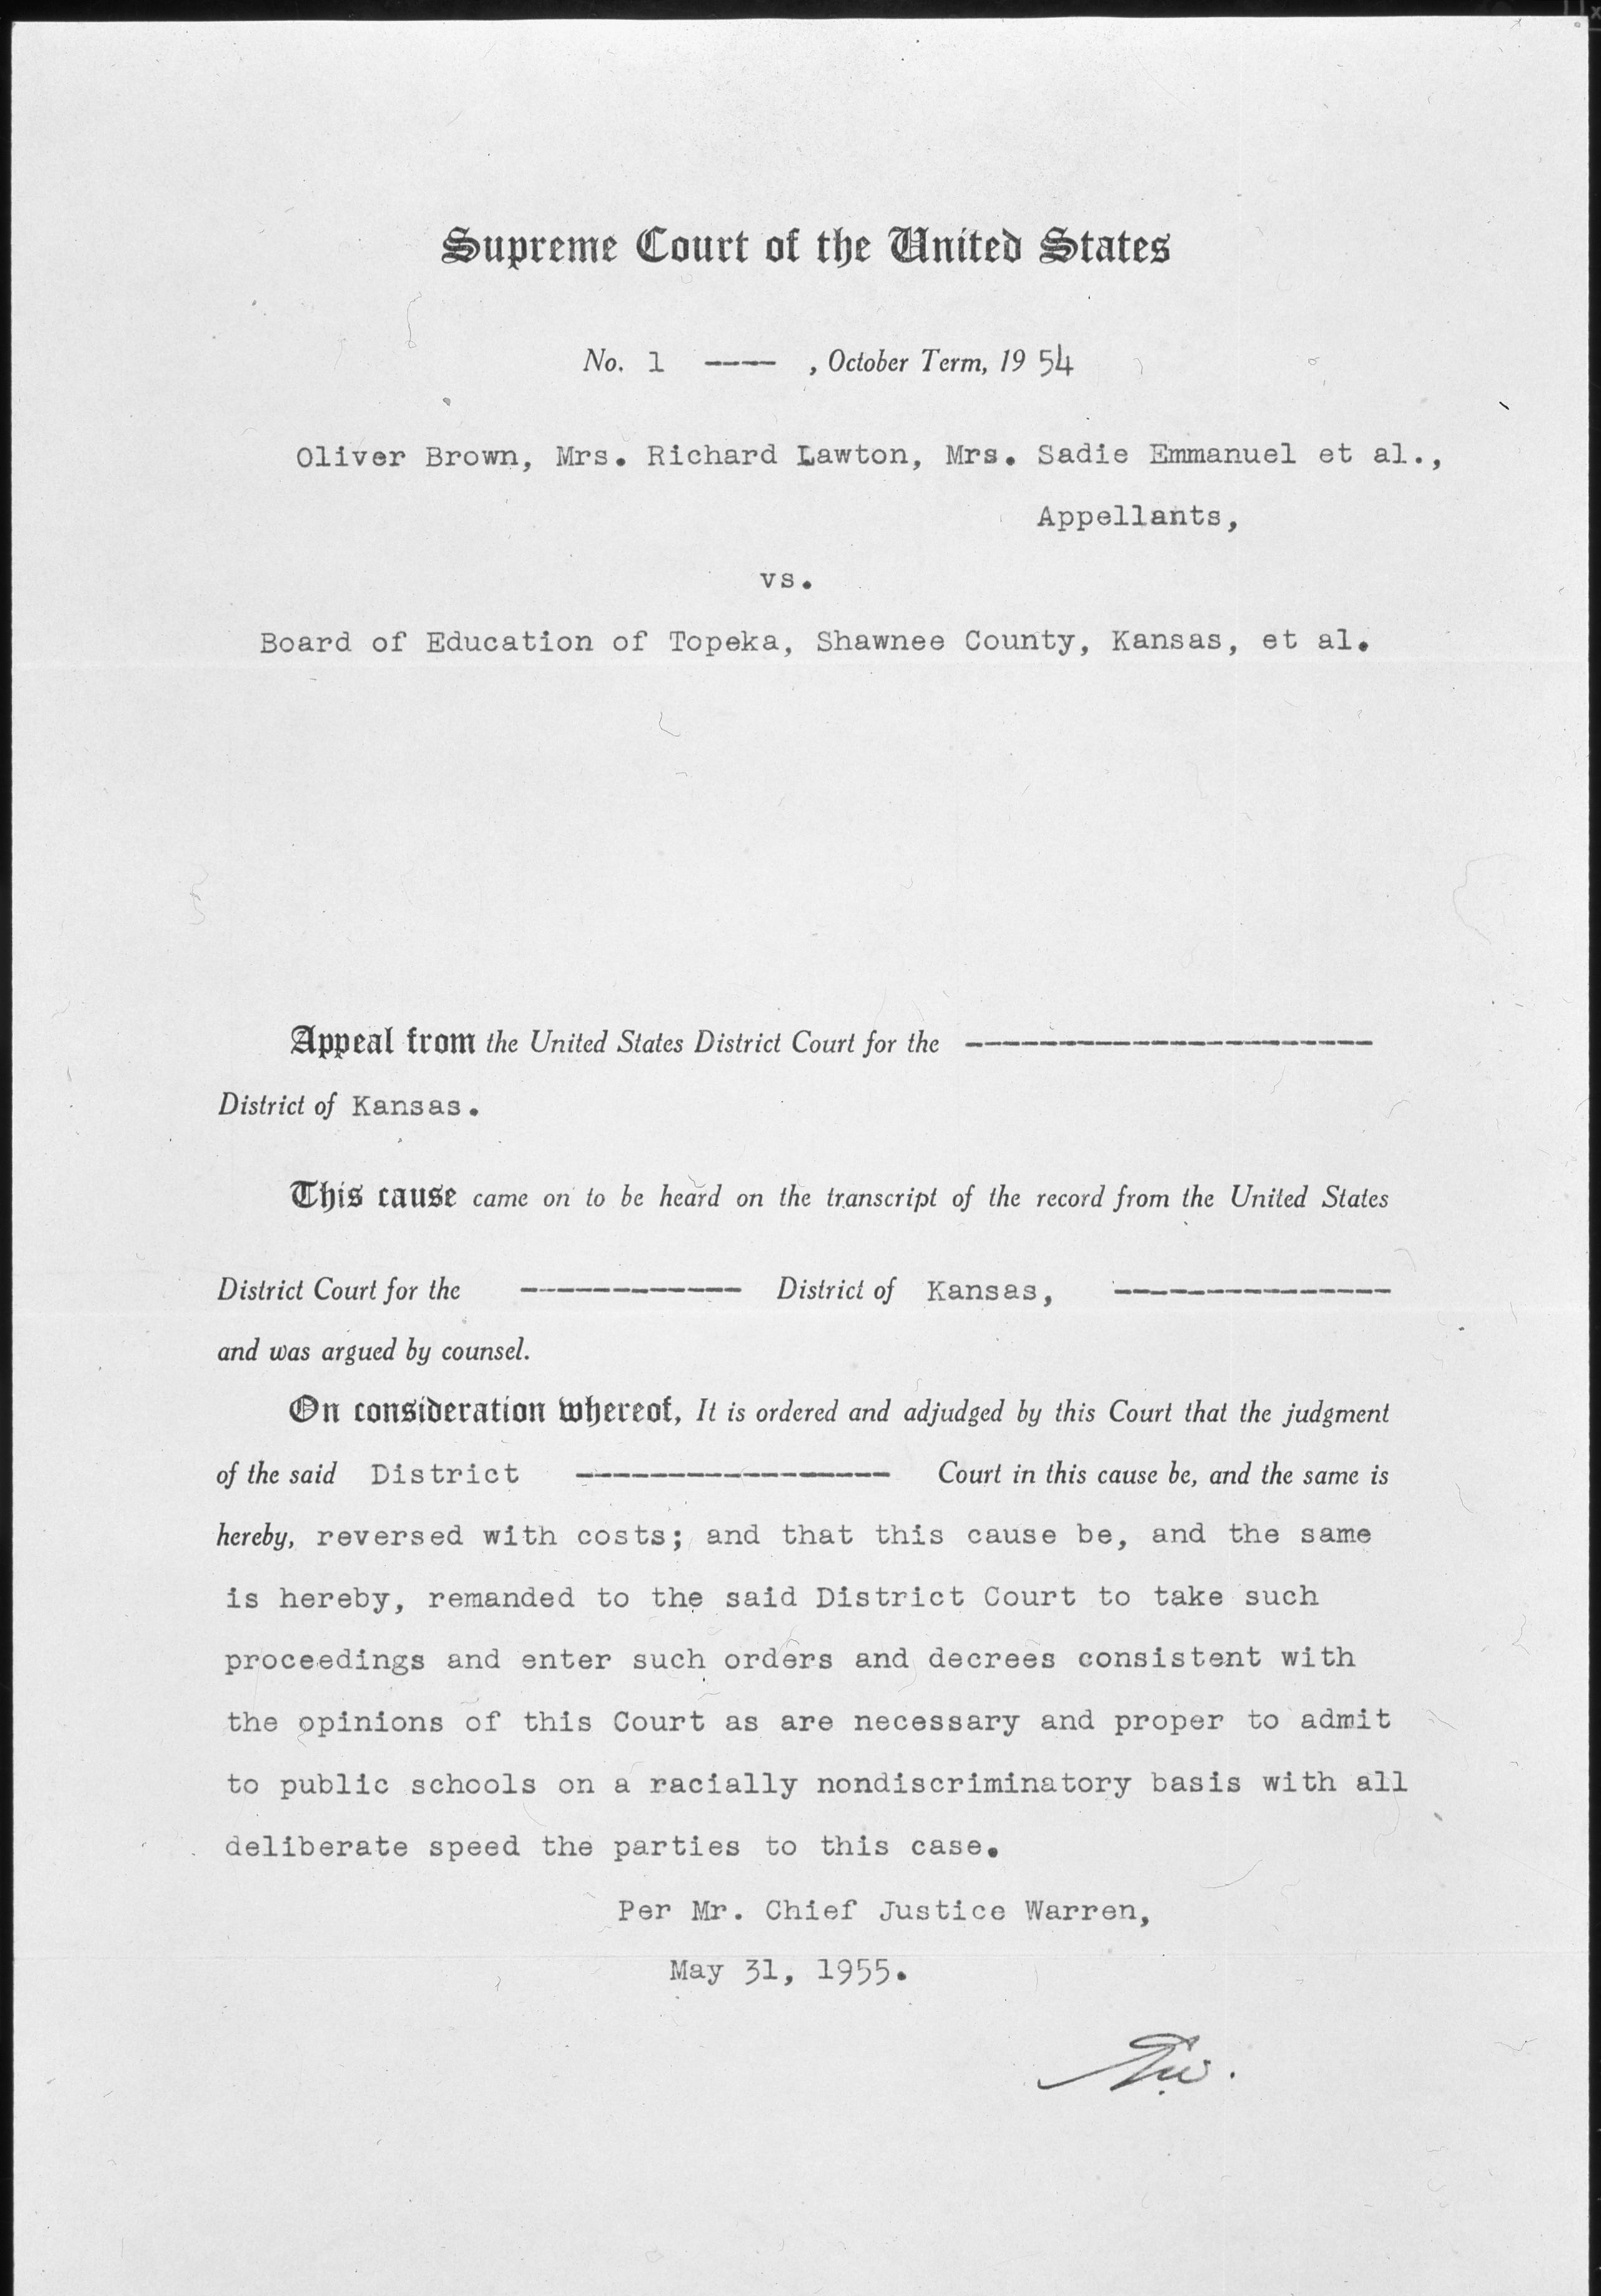 Supreme Court of the United States
No. 1 ---- , October Term, 19 54
Oliver Brown, Mrs. Richard Lawton, Mrs. Sadie Emmanuel et al.,
Appellants,
vs.
Board of Education of Topeka, Shawnee County, Kansas, et al.
Appeal from the United States District Court for the ----------------------
District of Kansas.
This cause came on to be heard on the transcript of the record from the United States
District Court for the ------------ District of Kansas, ---------------
and was argued by counsel.
On consideration whereof, It is ordered and adjudged by this Court that the judgment
of the said District ----------------- Court in this cause be, and the same is
hereby, reversed with costs; and that this cause be, and the same
is hereby, remanded to the said District Court to take such
proceedings and enter such orders and decrees consistent with
the opinions of this Court as are necessary and proper to admit
to public schools on a racially nondiscriminatory basis with all
deliberate speed the parties to this case.
Per Mr. Chief Justice Warren,
May 31, 1955.